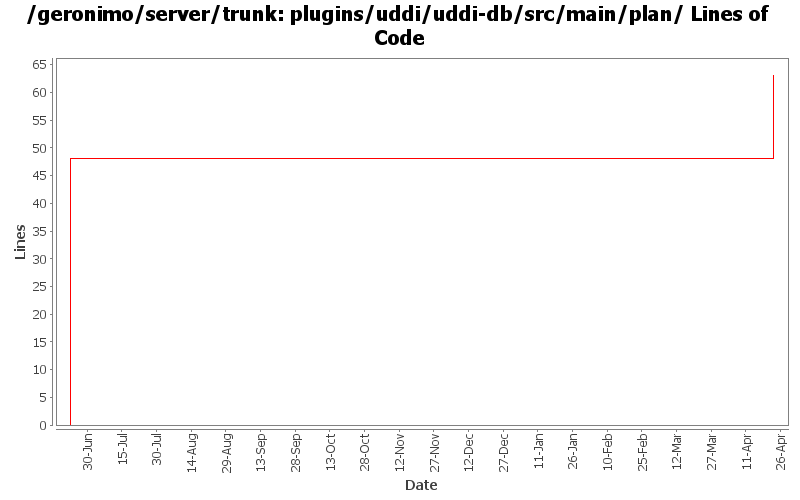 /geronimo/server/trunk: plugins/uddi/uddi-db/src/main/plan/ Lines of
Code
65
60
55
50
45
40
35
30
25
20
15
10
5
0
Lines
30-Jun
15-Jul
30-Jul
14-Aug
29-Aug
13-Sep
28-Sep
13-Oct
28-Oct
12-Nov
27-Nov
12-Dec
27-Dec
11-Jan
26-Jan
10-Feb
25-Feb
12-Mar
27-Mar
11-Apr
26-Apr
Date